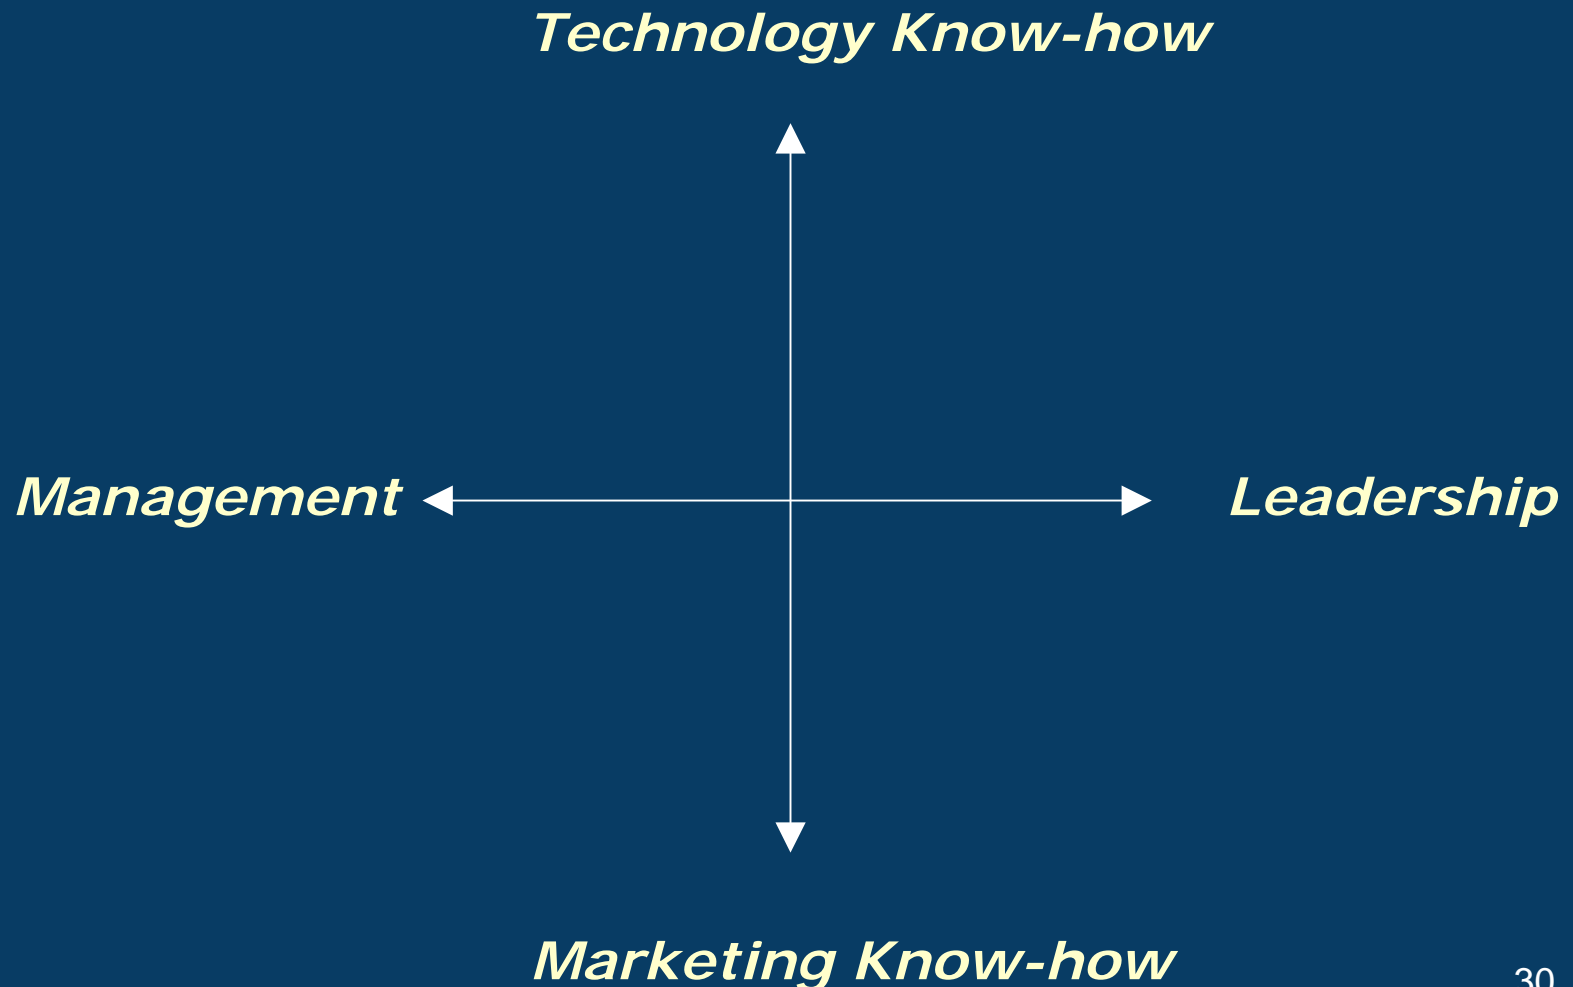 Technology Know-how
Management
Leadership
Marketing Know-how
30